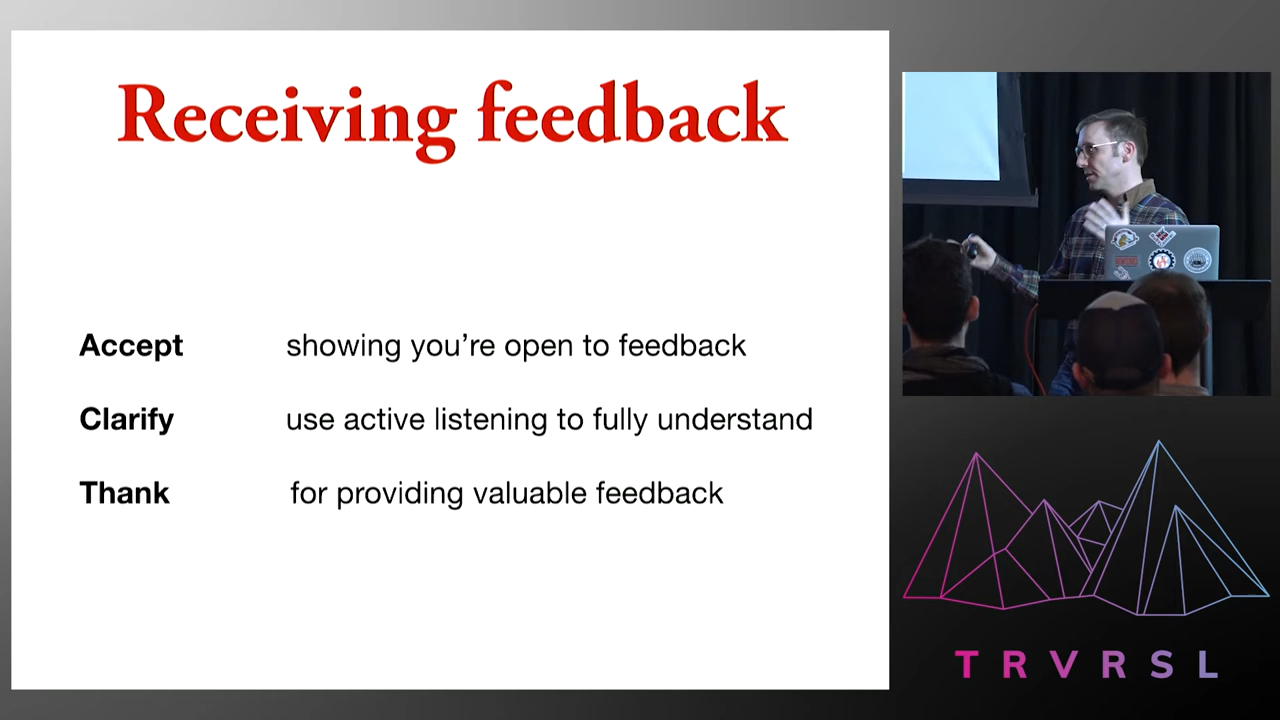 Receiving feedback
Accept showing you’re open to feedback
Clarify use active listening to fully understand
Thank for providing valuable feedback
TRVRSL